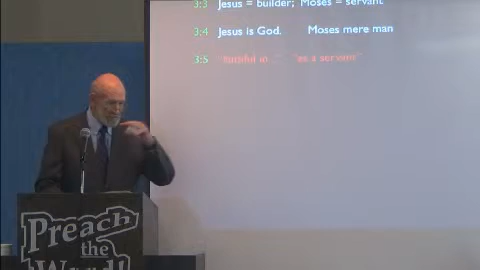 3:3 Jesus = builder; Moses = servant
3:4 Jesus is God. Moses mere man
3:5 "faithful in ..." "as a servant"
Preach
the
Word!